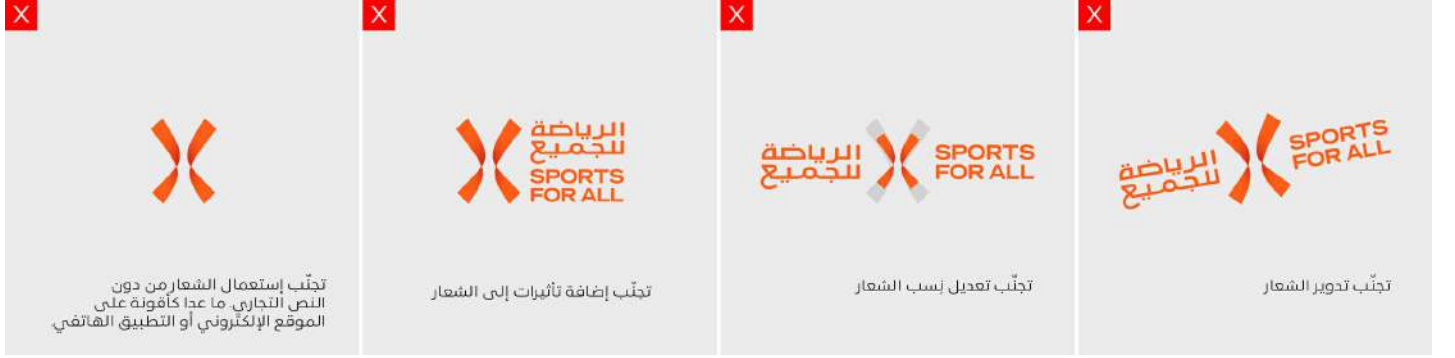 X
الرياضة
للجميع
SPORTS
FOR ALL
تجنّب تدوير الشعار
X
الرياضة
للجميع
SPORTS
FOR ALL
تجنّب تعديل نِسب الشعار
X
الرياضة
للجميع
SPORTS
FOR ALL
تجنّب إضافة تأثيرات إلى الشعار
X
تجنّب إستعمال الشعار من دون
النص التجاري. ما عدا كأقونة على
الموقع الإلكتروني أو التطبيق الهاتفي.